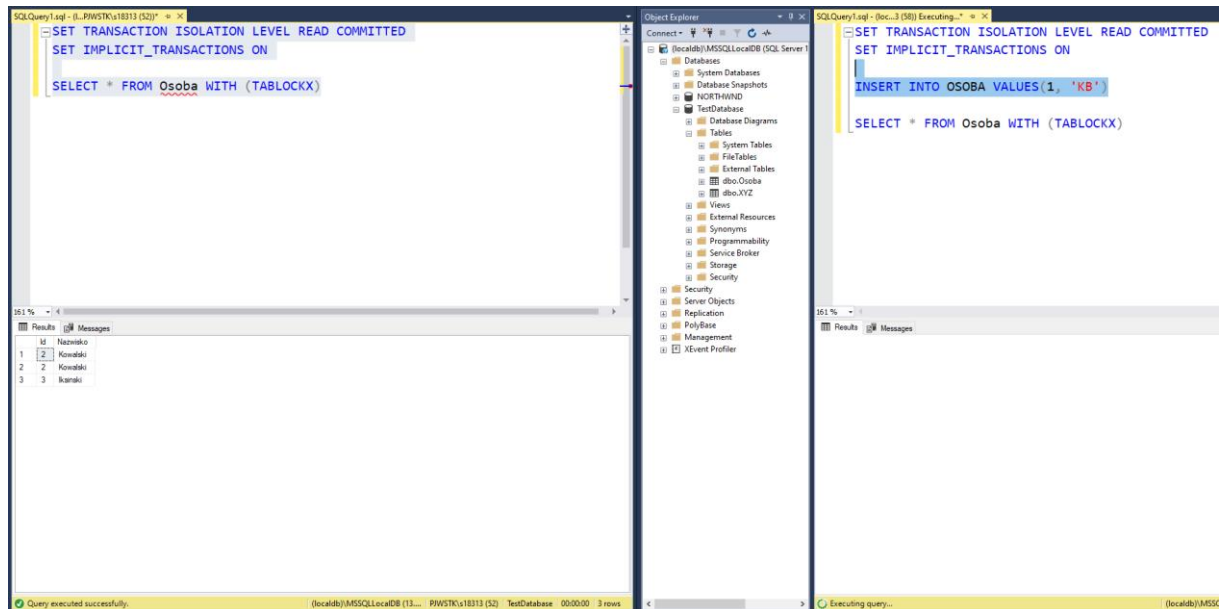 SQLQuery1.sql - (l...PJWSTK\s18313 (52))*
SET TRANSACTION ISOLATION LEVEL READ COMMITTED
SET IMPLICIT_TRANSACTIONS ON
SELECT * FROM Osoba WITH (TABLOCKX)
161 %
Results Messages
Id Nazwisko
1 2 Kowalski
2 2 Kowalski
3 3 Ikainski
Query executed successfully. (localdb)\MSSQLLocalDB (13.... PJWSTK\s18313 (52) TestDatabase 00:00:00 3 rows
Object Explorer
Connect
(localdb)\MSSQLLocalDB (SQL Server 1
Databases
System Databases
Database Snapshots
NORTHWND
TestDatabase
Database Diagrams
Tables
System Tables
FileTables
External Tables
dbo.Osoba
dbo.XYZ
Views
External Resources
Synonyms
Programmability
Service Broker
Storage
Security
Security
Server Objects
Replication
PolyBase
Management
XEvent Profiler
SQLQuery1.sql - (loc...3 (58)) Executing...*
SET TRANSACTION ISOLATION LEVEL READ COMMITTED
SET IMPLICIT_TRANSACTIONS ON
INSERT INTO OSOBA VALUES(1, 'KB')
SELECT * FROM Osoba WITH (TABLOCKX)
161 %
Results Messages
Executing query... (localdb)\MSS